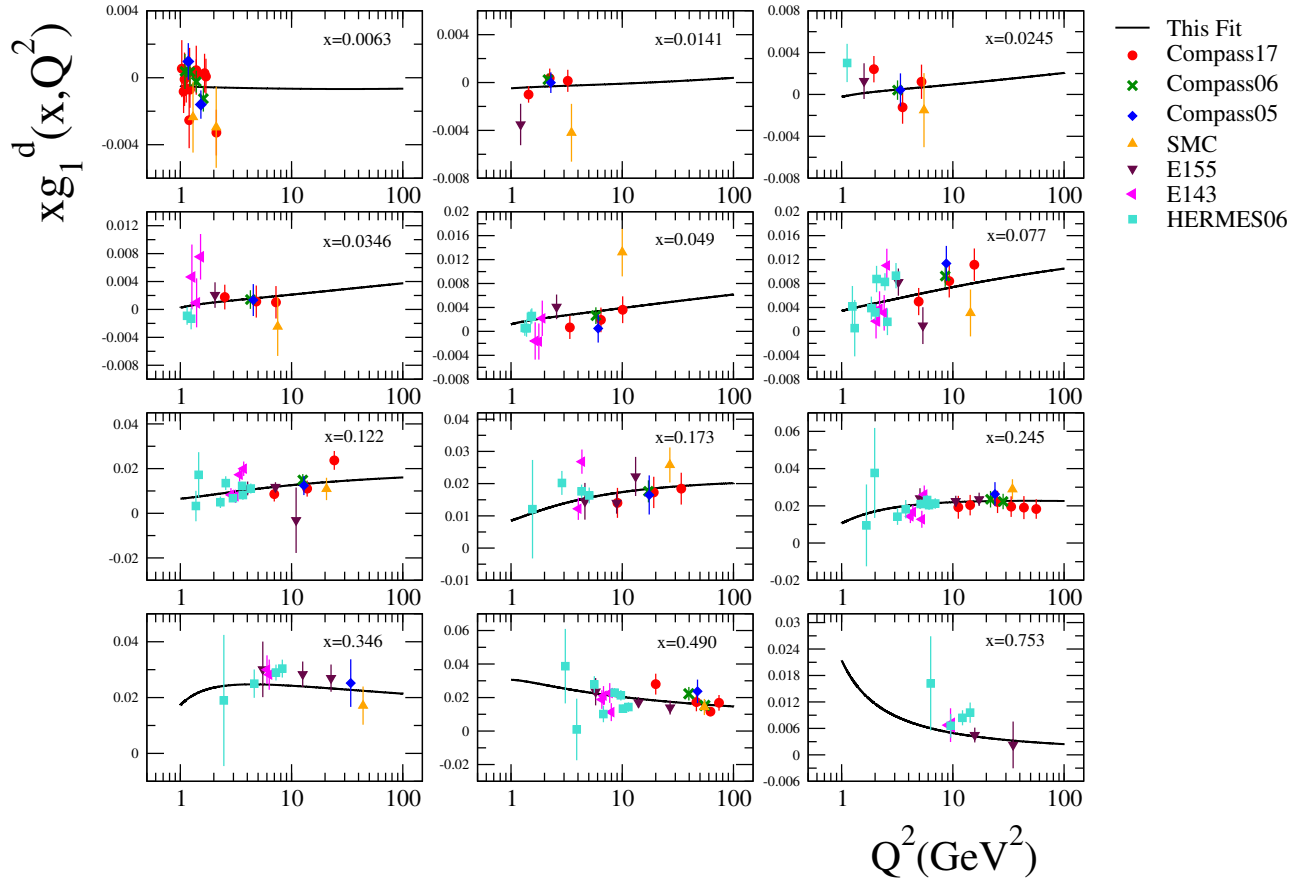 xg_1^d(x,Q^2)
0.004
0
-0.004
x=0.0063
1 10 100
0.004
0
-0.004
-0.008
x=0.0141
1 10 100
0.008
0.004
0
-0.004
-0.008
x=0.0245
1 10 100
This Fit
Compass17
Compass06
Compass05
SMC
E155
E143
HERMES06
0.012
0.008
0.004
0
-0.004
-0.008
x=0.0346
1 10 100
0.02
0.016
0.012
0.008
0.004
0
-0.004
-0.008
x=0.049
1 10 100
0.02
0.016
0.012
0.008
0.004
0
-0.004
-0.008
x=0.077
1 10 100
0.04
0.02
0
-0.02
x=0.122
1 10 100
0.04
0.03
0.02
0.01
0
-0.01
x=0.173
1 10 100
0.06
0.04
0.02
0
-0.02
x=0.245
1 10 100
0.04
0.02
0
x=0.346
1 10 100
0.06
0.04
0.02
0
-0.02
x=0.490
1 10 100
0.03
0.024
0.018
0.012
0.006
0
-0.006
x=0.753
1 10 100
Q^2(GeV^2)